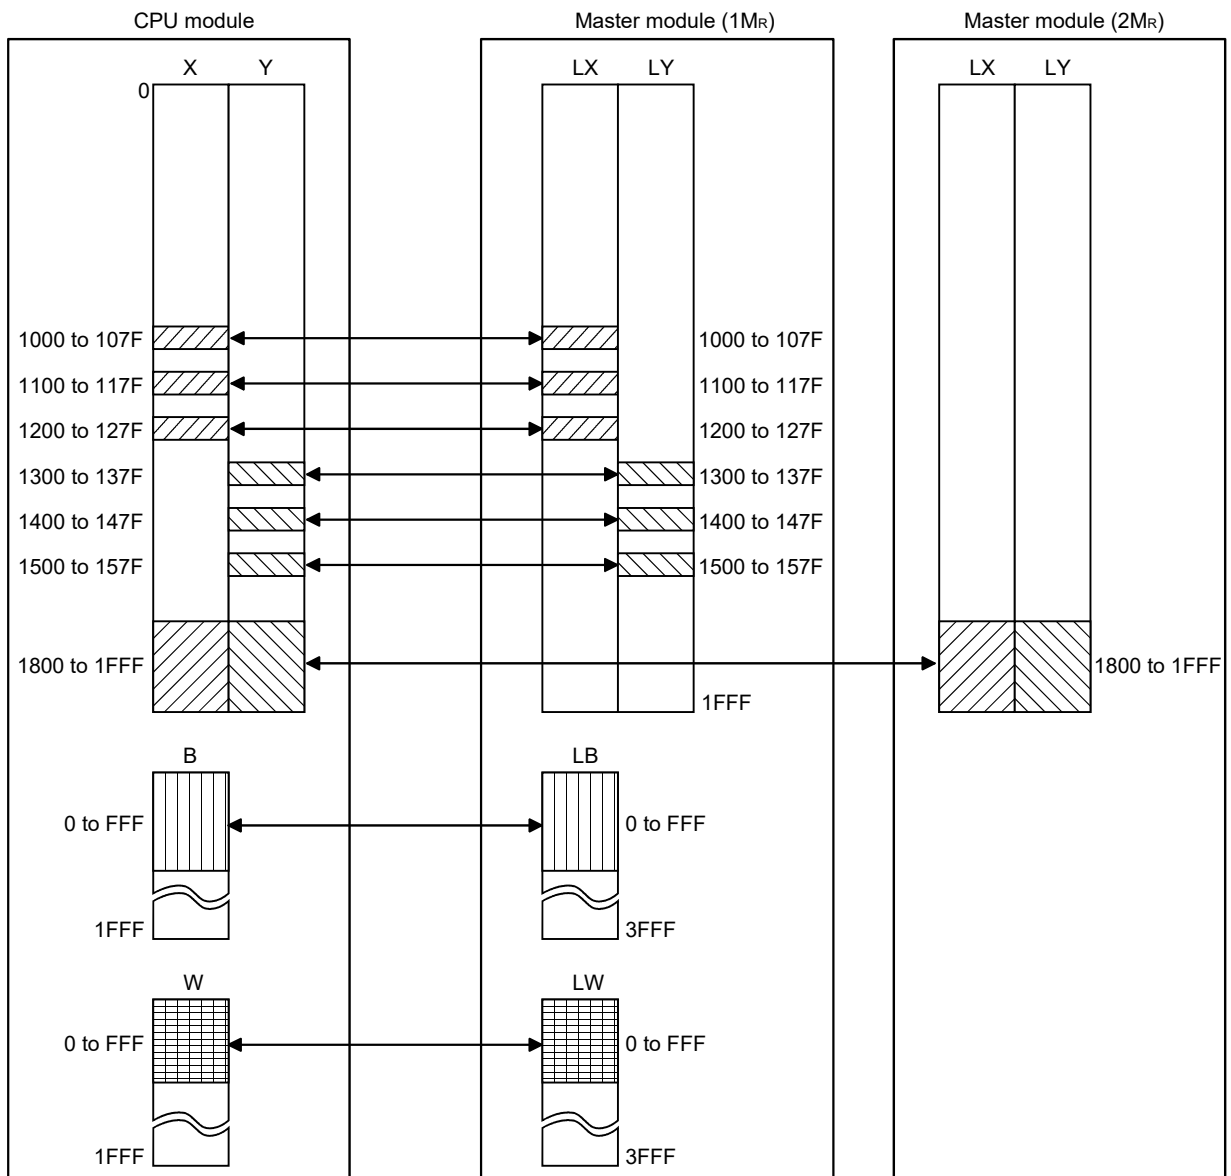 CPU module
Master module (1MR)
Master module (2MR)
X Y
LX LY
LX LY
0
1000 to 107F
1000 to 107F
1100 to 117F
1100 to 117F
1200 to 127F
1200 to 127F
1300 to 137F
1300 to 137F
1400 to 147F
1400 to 147F
1500 to 157F
1500 to 157F
1800 to 1FFF
1800 to 1FFF
1FFF
B
LB
0 to FFF
0 to FFF
1FFF
3FFF
W
LW
0 to FFF
0 to FFF
1FFF
3FFF